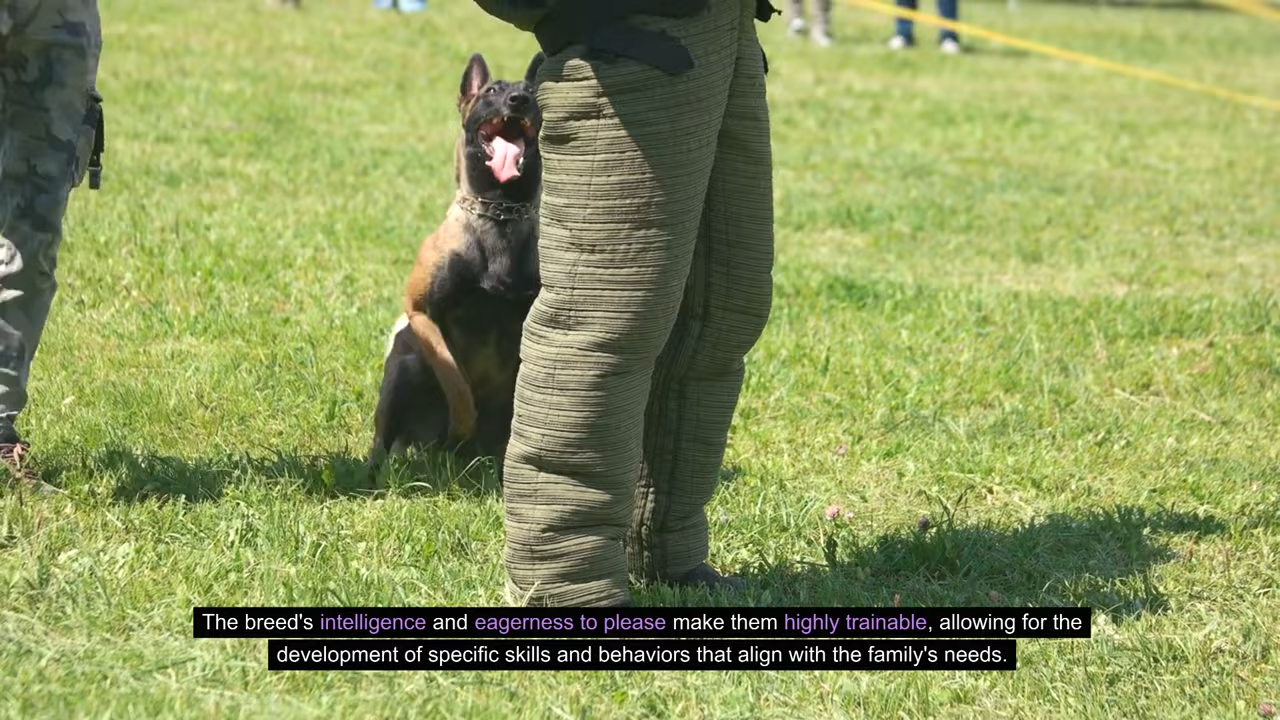 The breed's intelligence and eagerness to please make them highly trainable, allowing for the
development of specific skills and behaviors that align with the family's needs.